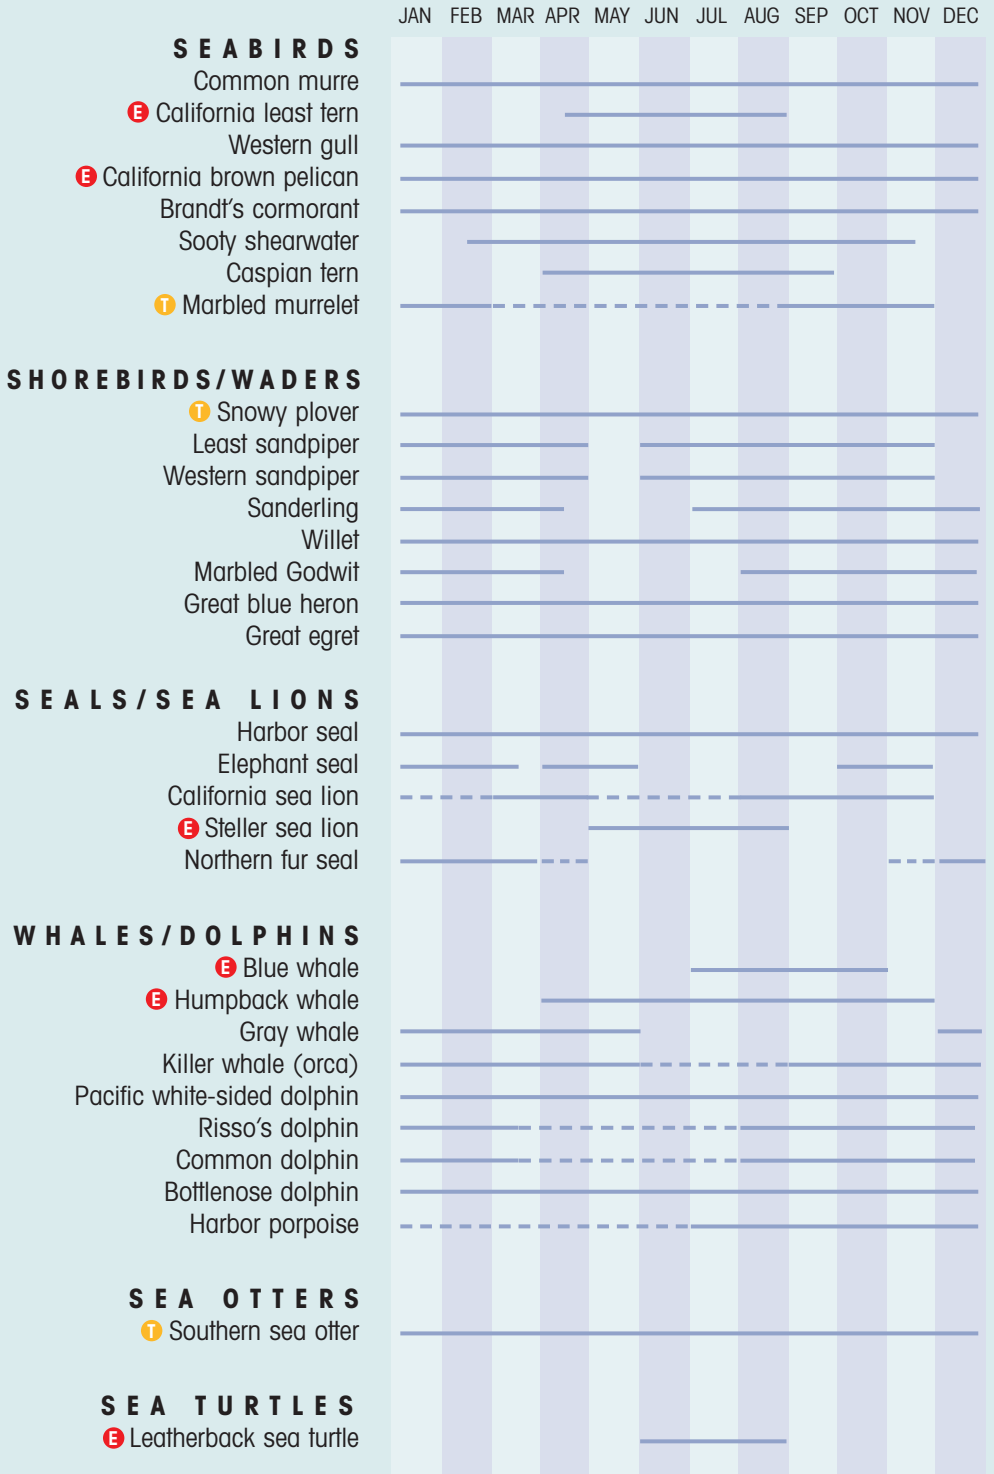 JAN FEB MAR APR MAY JUN JUL AUG SEP OCT NOV DEC
SEABIRDS
Common murre
E California least tern
Western gull
E California brown pelican
Brandt's cormorant
Sooty shearwater
Caspian tern
T Marbled murrelet
SHOREBIRDS/WADERS
T Snowy plover
Least sandpiper
Western sandpiper
Sanderling
Willet
Marbled Godwit
Great blue heron
Great egret
SEALS/SEA LIONS
Harbor seal
Elephant seal
California sea lion
E Steller sea lion
Northern fur seal
WHALES/DOLPHINS
E Blue whale
E Humpback whale
Gray whale
Killer whale (orca)
Pacific white-sided dolphin
Risso's dolphin
Common dolphin
Bottlenose dolphin
Harbor porpoise
SEA OTTERS
T Southern sea otter
SEA TURTLES
E Leatherback sea turtle